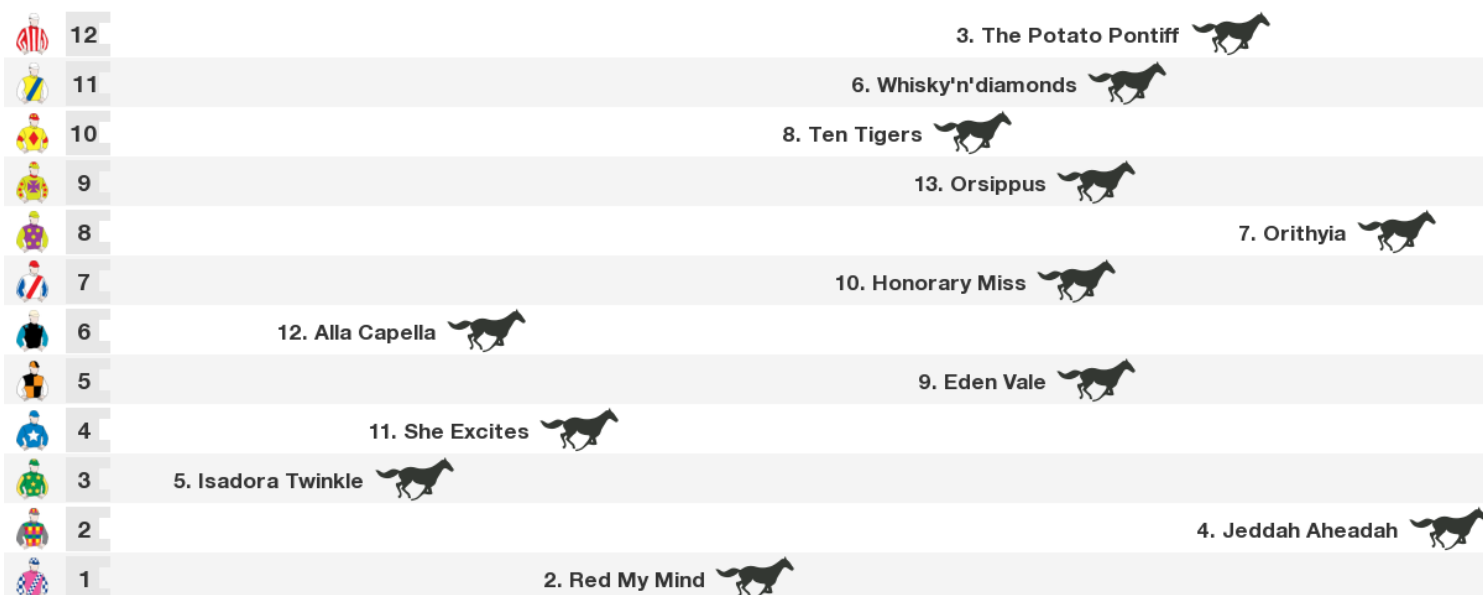 12 3. The Potato Pontiff
11 6. Whisky'n'diamonds
10 8. Ten Tigers
9 13. Orsippus
8 7. Orithyia
7 10. Honorary Miss
6 12. Alla Capella
5 9. Eden Vale
4 11. She Excites
3 5. Isadora Twinkle
2 4. Jeddah Aheadah
1 2. Red My Mind